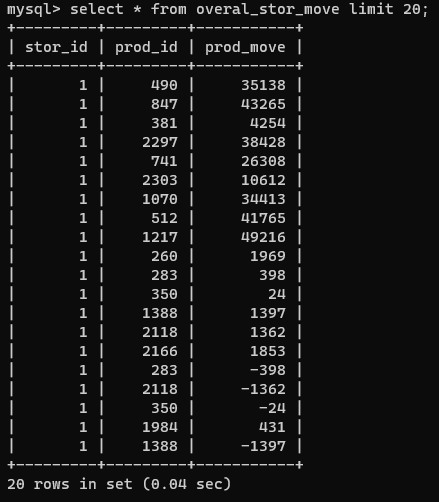 mysql> select * from overal_stor_move limit 20;
+---------+---------+-----------+
| stor_id | prod_id | prod_move |
+---------+---------+-----------+
|       1 |     490 |     35138 |
|       1 |     847 |     43265 |
|       1 |     381 |      4254 |
|       1 |    2297 |     38428 |
|       1 |     741 |     26308 |
|       1 |    2303 |     10612 |
|       1 |    1070 |     34413 |
|       1 |     512 |     41765 |
|       1 |    1217 |     49216 |
|       1 |     260 |      1969 |
|       1 |     283 |       398 |
|       1 |     350 |        24 |
|       1 |    1388 |      1397 |
|       1 |    2118 |      1362 |
|       1 |    2166 |      1853 |
|       1 |     283 |      -398 |
|       1 |    2118 |     -1362 |
|       1 |     350 |       -24 |
|       1 |    1984 |       431 |
|       1 |    1388 |     -1397 |
+---------+---------+-----------+
20 rows in set (0.04 sec)